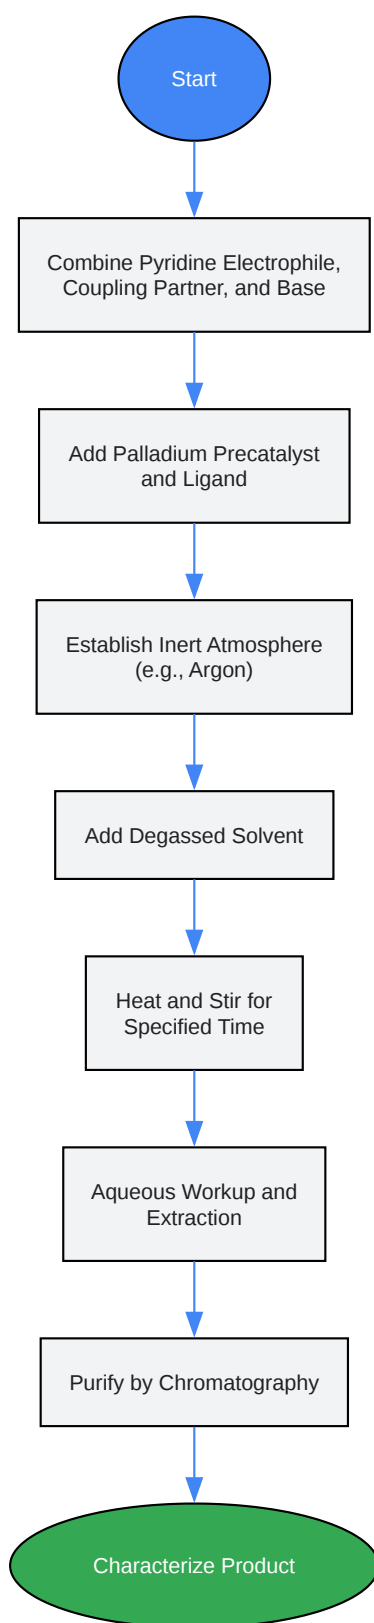 Start
Combine Pyridine Electrophile,
Coupling Partner, and Base
Add Palladium Precatalyst
and Ligand
Establish Inert Atmosphere
(e.g., Argon)
Add Degassed Solvent
Heat and Stir for
Specified Time
Aqueous Workup and
Extraction
Purify by Chromatography
Characterize Product